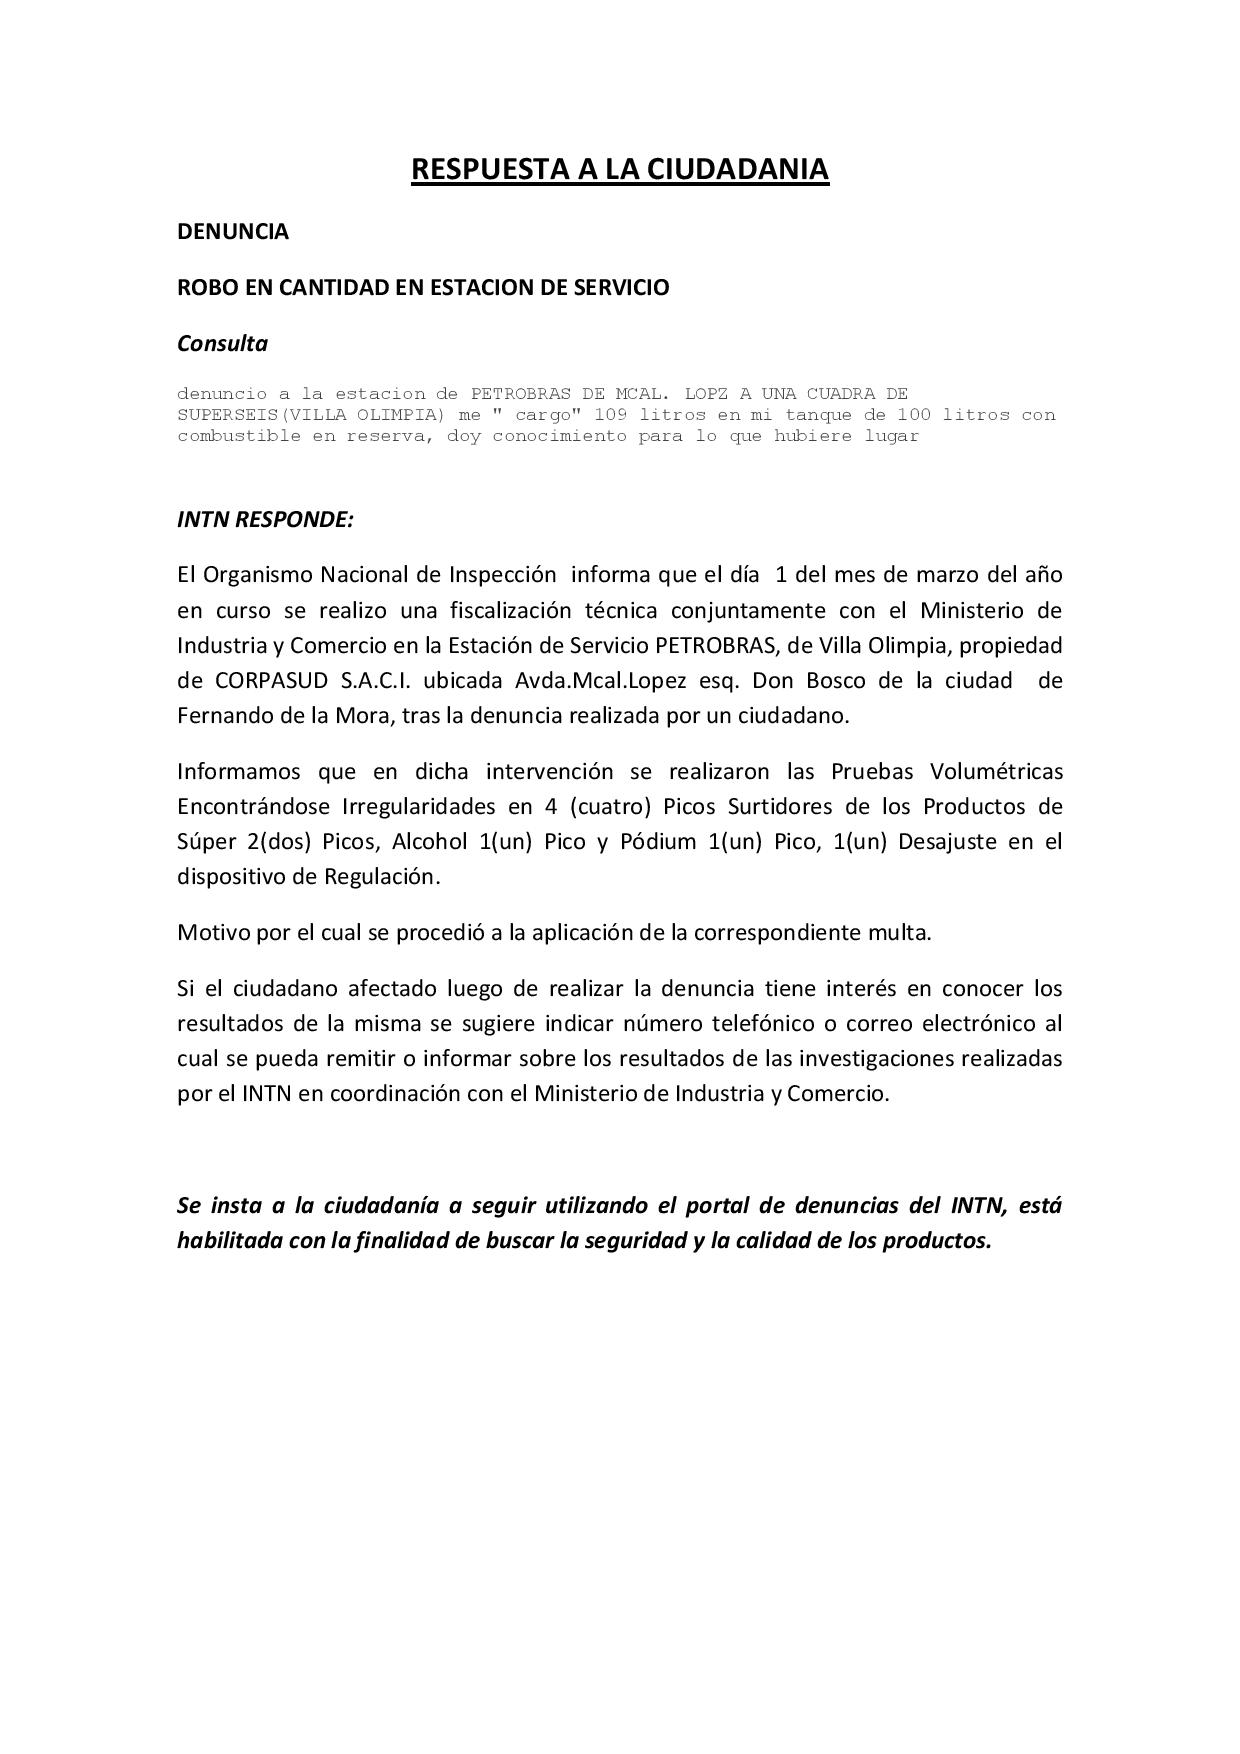 RESPUESTA A LA CIUDADANIA
DENUNCIA
ROBO EN CANTIDAD EN ESTACION DE SERVICIO
Consulta
denuncio a la estacion de PETROBRAS DE MCAL. LOPZ A UNA CUADRA DE
SUPERSEIS(VILLA OLIMPIA) me " cargo" 109 litros en mi tanque de 100 litros con
combustible en reserva, doy conocimiento para lo que hubiere lugar
INTN RESPONDE:
El Organismo Nacional de Inspección informa que el día 1 del mes de marzo del año
en curso se realizo una fiscalización técnica conjuntamente con el Ministerio de
Industria y Comercio en la Estación de Servicio PETROBRAS, de Villa Olimpia, propiedad
de CORPASUD S.A.C.I. ubicada Avda.Mcal.Lopez esq. Don Bosco de la ciudad de
Fernando de la Mora, tras la denuncia realizada por un ciudadano.
Informamos que en dicha intervención se realizaron las Pruebas Volumétricas
Encontrándose Irregularidades en 4 (cuatro) Picos Surtidores de los Productos de
Súper 2(dos) Picos, Alcohol 1(un) Pico y Pódium 1(un) Pico, 1(un) Desajuste en el
dispositivo de Regulación.
Motivo por el cual se procedió a la aplicación de la correspondiente multa.
Si el ciudadano afectado luego de realizar la denuncia tiene interés en conocer los
resultados de la misma se sugiere indicar número telefónico o correo electrónico al
cual se pueda remitir o informar sobre los resultados de las investigaciones realizadas
por el INTN en coordinación con el Ministerio de Industria y Comercio.
Se insta a la ciudadanía a seguir utilizando el portal de denuncias del INTN, está
habilitada con la finalidad de buscar la seguridad y la calidad de los productos.